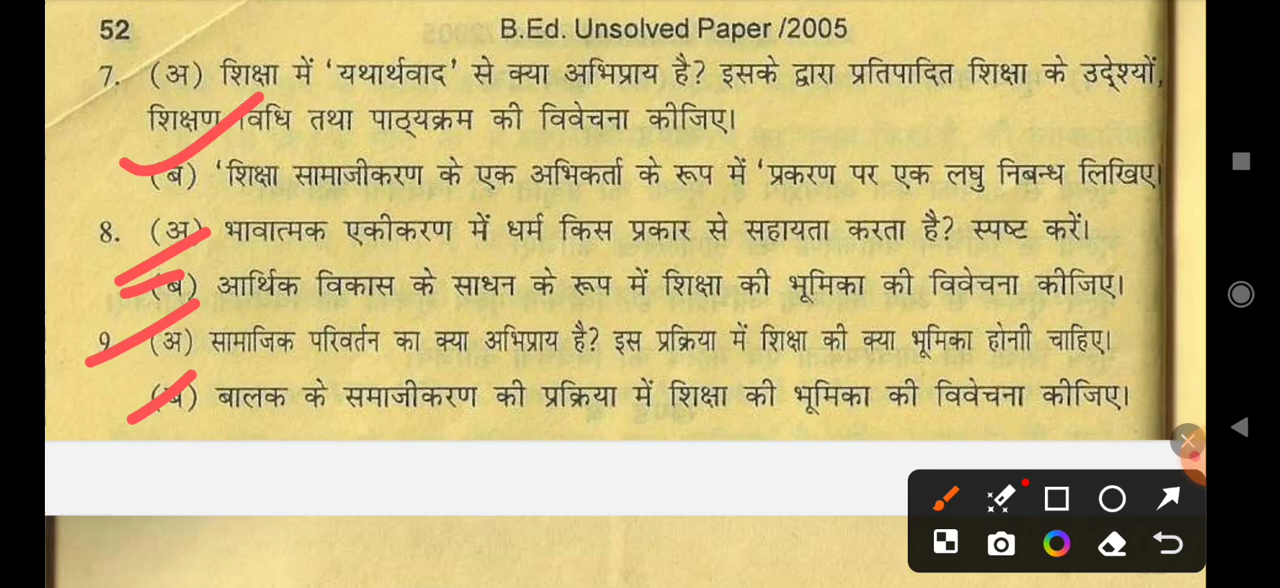 52 B.Ed. Unsolved Paper /2005
7. (अ) शिक्षा में ‘यथार्थवाद’ से क्या अभिप्राय है? इसके द्वारा प्रतिपादित शिक्षा के उद्देश्यों,
शिक्षण विधि तथा पाठ्यक्रम की विवेचना कीजिए।
(ब) ‘शिक्षा सामाजीकरण के एक अभिकर्ता के रूप में ‘प्रकरण पर एक लघु निबन्ध लिखिए।
8. (अ) भावात्मक एकीकरण में धर्म किस प्रकार से सहायता करता है? स्पष्ट करें।
(ब) आर्थिक विकास के साधन के रूप में शिक्षा की भूमिका की विवेचना कीजिए।
9. (अ) सामाजिक परिवर्तन का क्या अभिप्राय है? इस प्रक्रिया में शिक्षा की क्या भूमिका होनाी चाहिए।
(ब) बालक के समाजीकरण की प्रक्रिया में शिक्षा की भूमिका की विवेचना कीजिए।